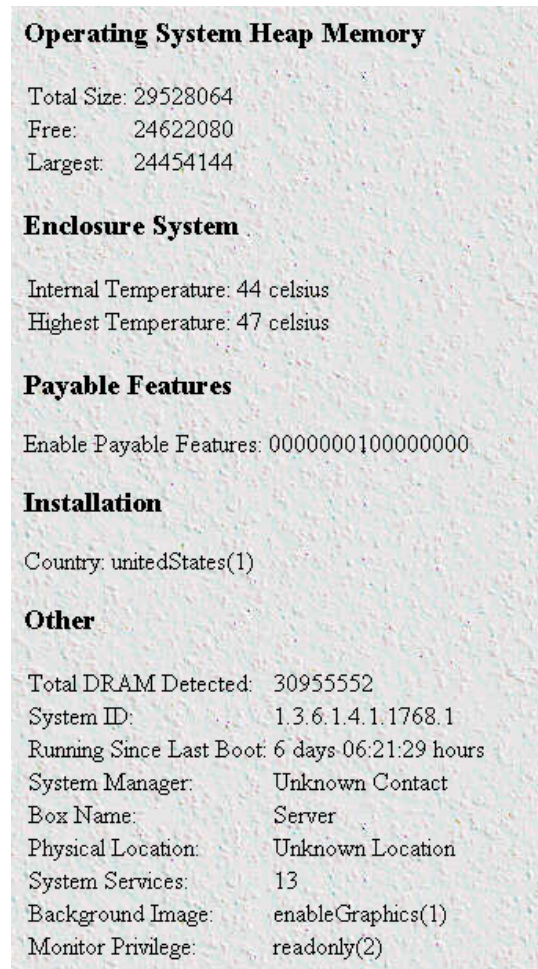 Operating System Heap Memory
Total Size: 29528064
Free: 24622080
Largest: 24454144
Enclosure System
Internal Temperature: 44 celsius
Highest Temperature: 47 celsius
Payable Features
Enable Payable Features: 0000000100000000
Installation
Country: unitedStates(1)
Other
Total DRAM Detected: 30955552
System ID: 1.3.6.1.4.1.1768.1
Running Since Last Boot: 6 days 06:21:29 hours
System Manager: Unknown Contact
Box Name: Server
Physical Location: Unknown Location
System Services: 13
Background Image: enableGraphics(1)
Monitor Privilege: readonly(2)